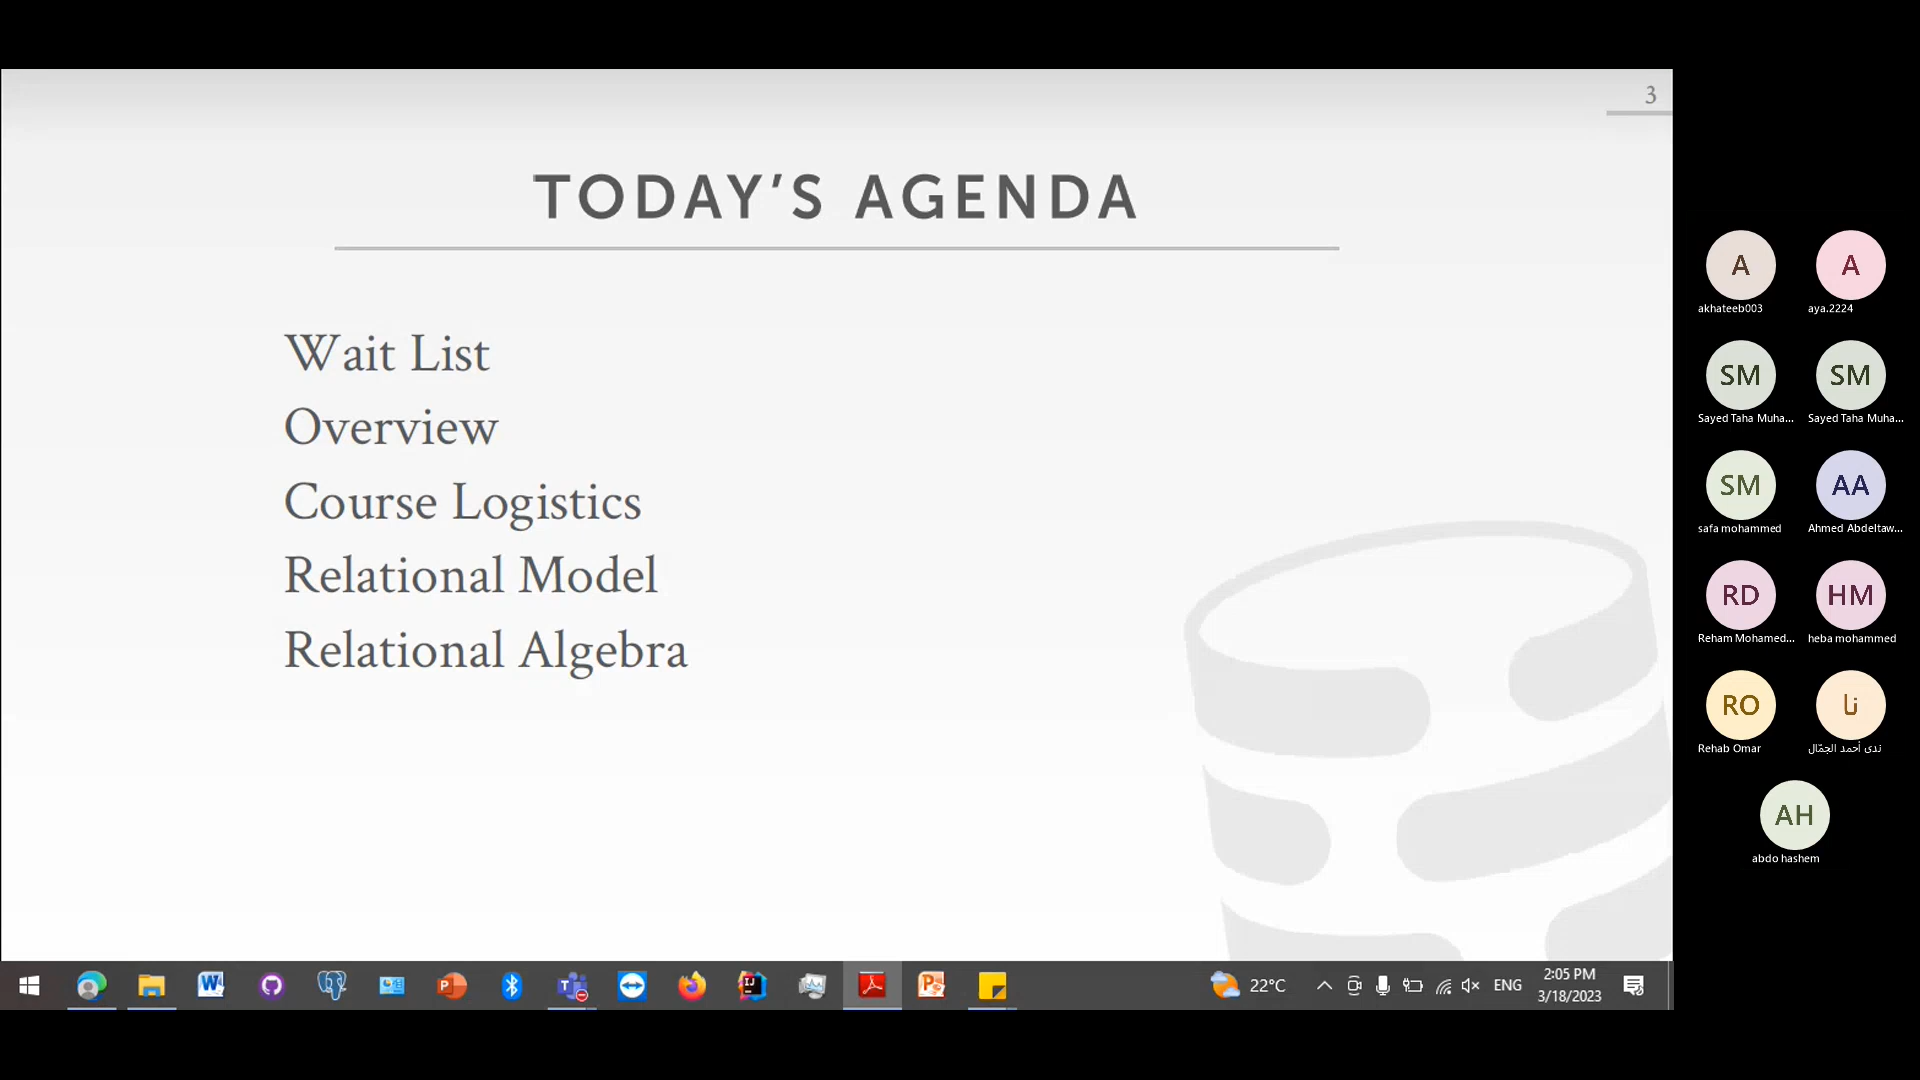 3
TODAY’S AGENDA
Wait List
Overview
Course Logistics
Relational Model
Relational Algebra
A
A
akhateeb003
aya.2224
SM
SM
Sayed Taha Muha...
Sayed Taha Muha...
SM
AA
safa mohammed
Ahmed Abdeltaw...
RD
HM
Reham Mohamed...
heba mohammed
RO
نا
Rehab Omar
ندى أحمد الجمّال
AH
abdo hashem
22°C
ENG
2:05 PM
3/18/2023